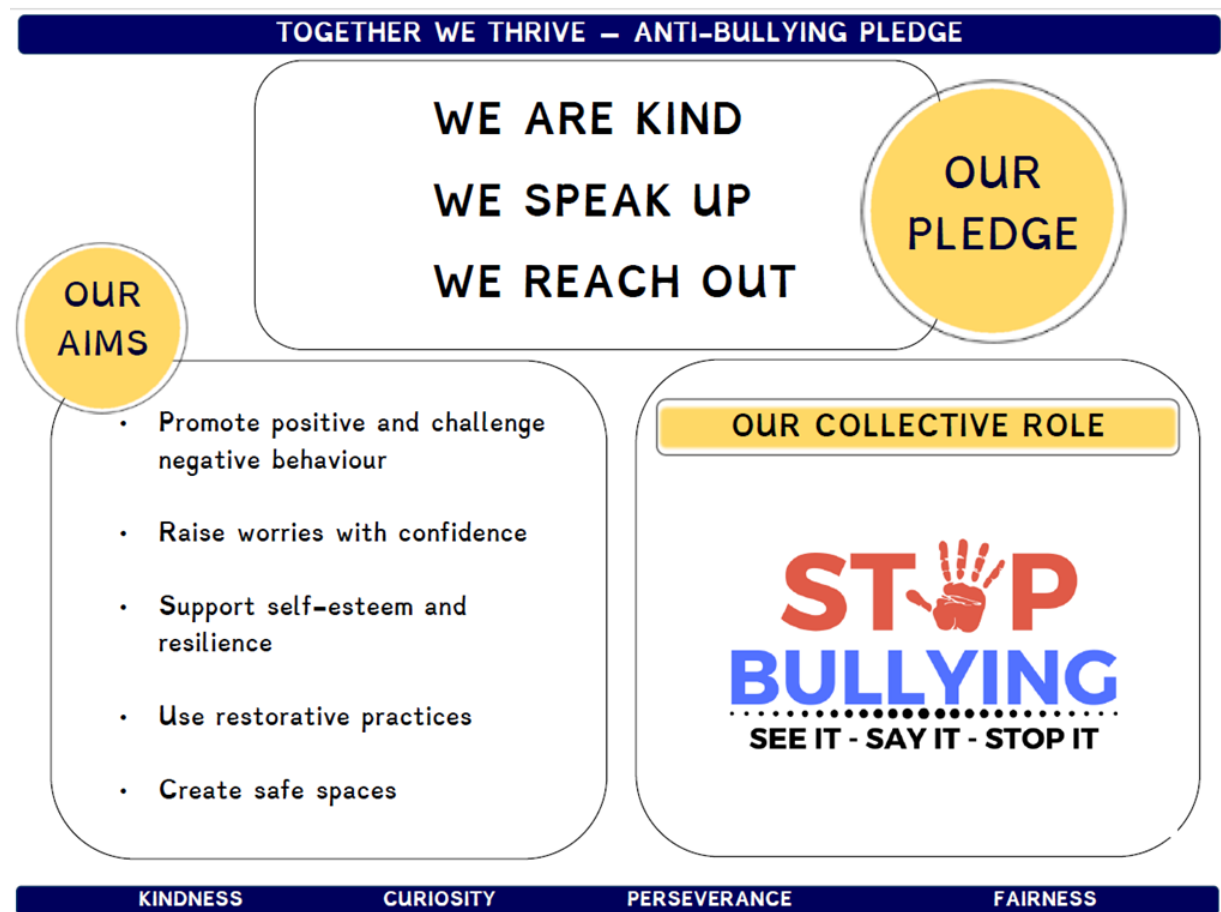 TOGETHER WE THRIVE – ANTI-BULLYING PLEDGE
WE ARE KIND
WE SPEAK UP
WE REACH OUT
OUR
PLEDGE
OUR
AIMS
• Promote positive and challenge
negative behaviour
• Raise worries with confidence
• Support self-esteem and
resilience
• Use restorative practices
• Create safe spaces
OUR COLLECTIVE ROLE
STOP
BULLYING
SEE IT - SAY IT - STOP IT
KINDNESS CURIOSITY PERSEVERANCE FAIRNESS